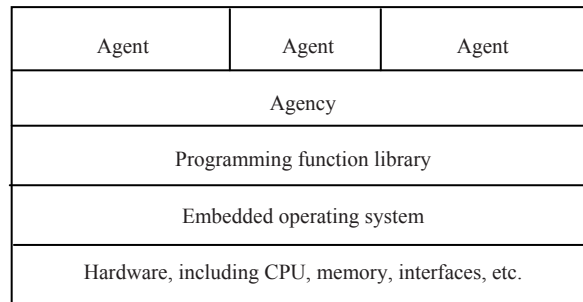 Agent Agent Agent
Agency
Programming function library
Embedded operating system
Hardware, including CPU, memory, interfaces, etc.